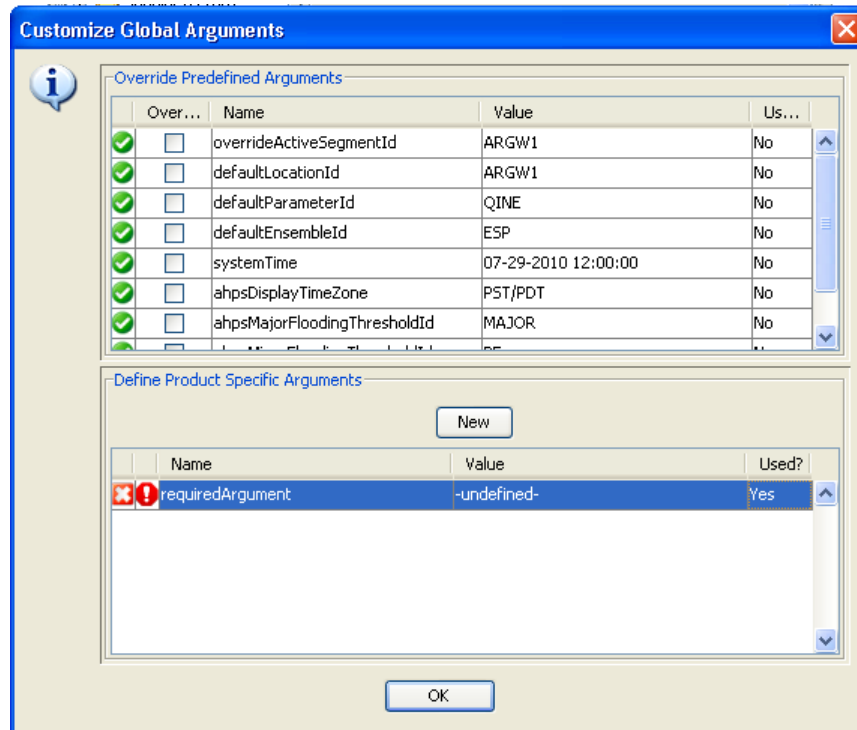 Customize Global Arguments
Override Predefined Arguments
Over... Name Value Us...
overrideActiveSegmentId ARGW1 No
defaultLocationId ARGW1 No
defaultParameterId QINE No
defaultEnsembleId ESP No
systemTime 07-29-2010 12:00:00 No
ahpsDisplayTimeZone PST/PDT No
ahpsMajorFloodingThresholdId MAJOR No
Define Product Specific Arguments
New
Name Value Used?
requiredArgument -undefined- Yes
OK